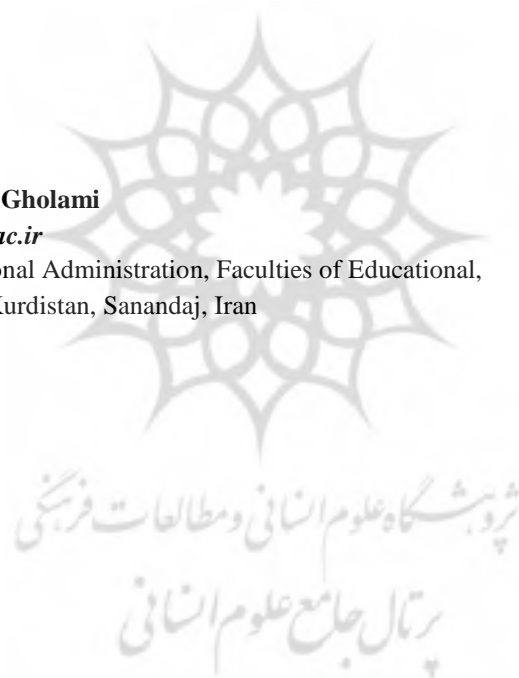 Gholami
ac.ir
onal Administration, Faculties of Educational,
Kurdistan, Sanandaj, Iran
پژوهشگاه علوم انسانی و مطالعات فرهنگی
پرتال جامع علوم انسانی